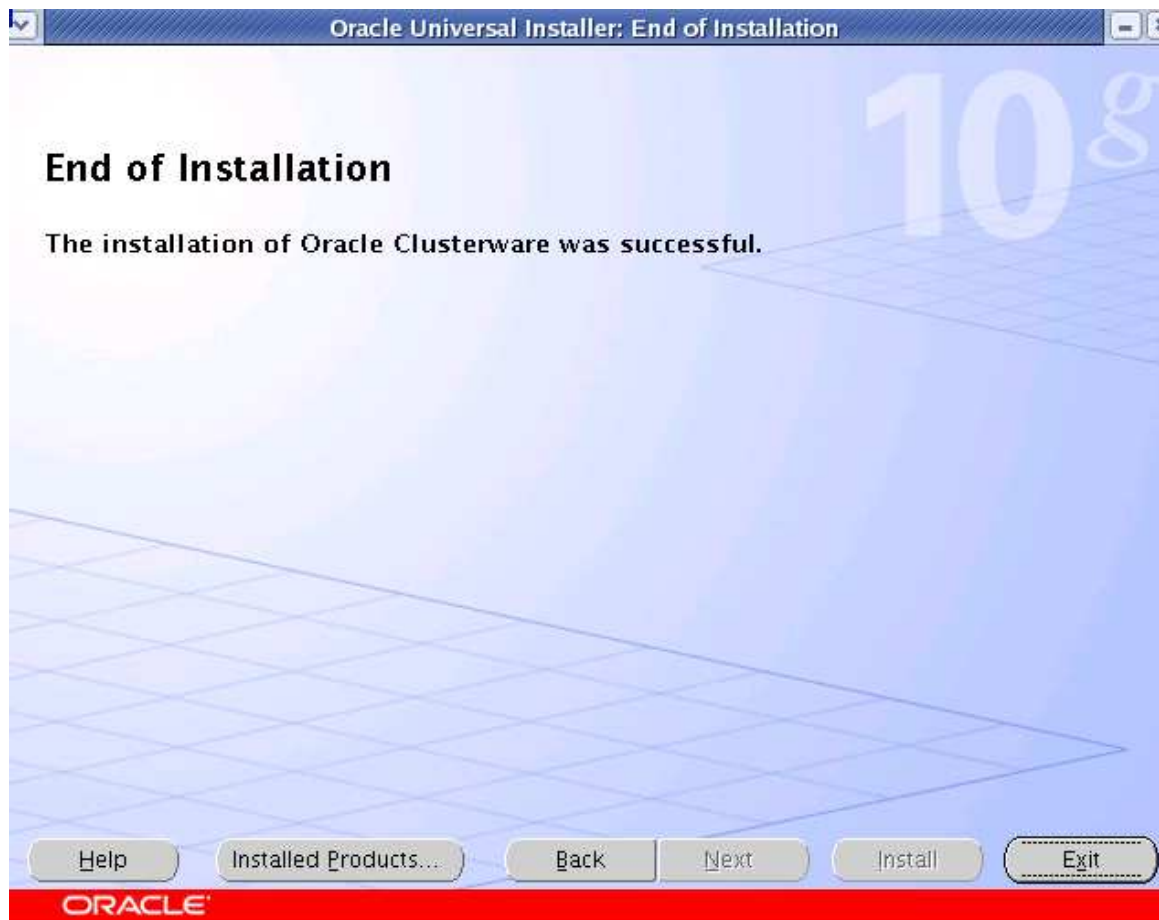 Oracle Universal Installer: End of Installation
10g
End of Installation
The installation of Oracle Clusterware was successful.
Help Installed Products... Back Next Install Exit
ORACLE